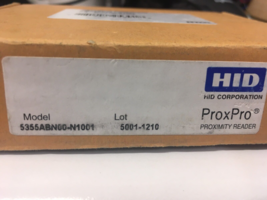 HID
HID CORPORATION
Model Lot ProxPro®
5355ABN00-N1001 5001-1210 PROXIMITY READER